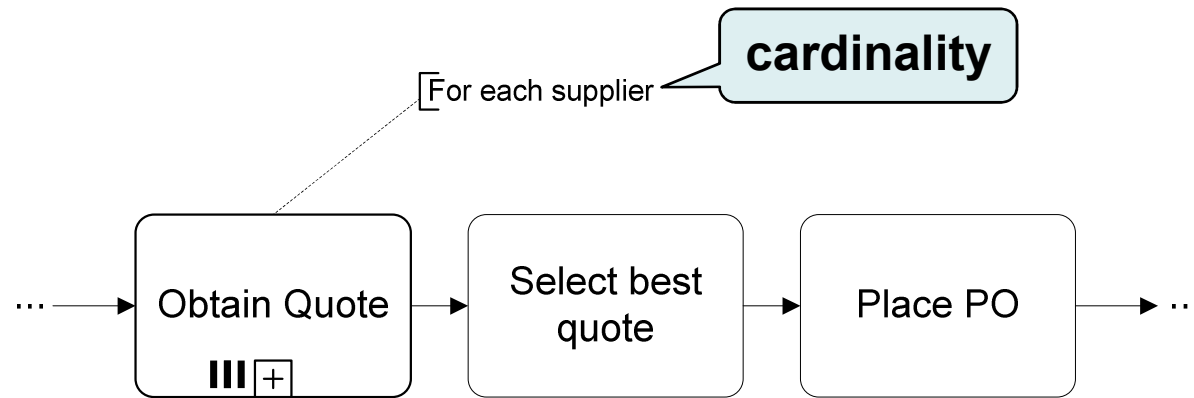 cardinality
For each supplier
... Obtain Quote
Select best
quote
Place PO
..